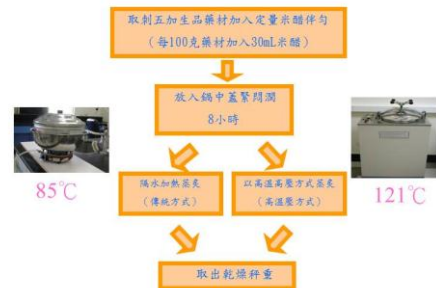 取刺五加生品藥材加入定量米醋伴勻
(每100克藥材加入30mL米醋)
放入鍋中蓋緊悶潤
8小時
85℃
121℃
隔水加熱蒸炙
(傳統方式)
以高溫高壓方式蒸炙
(高溫壓方式)
取出乾燥秤重